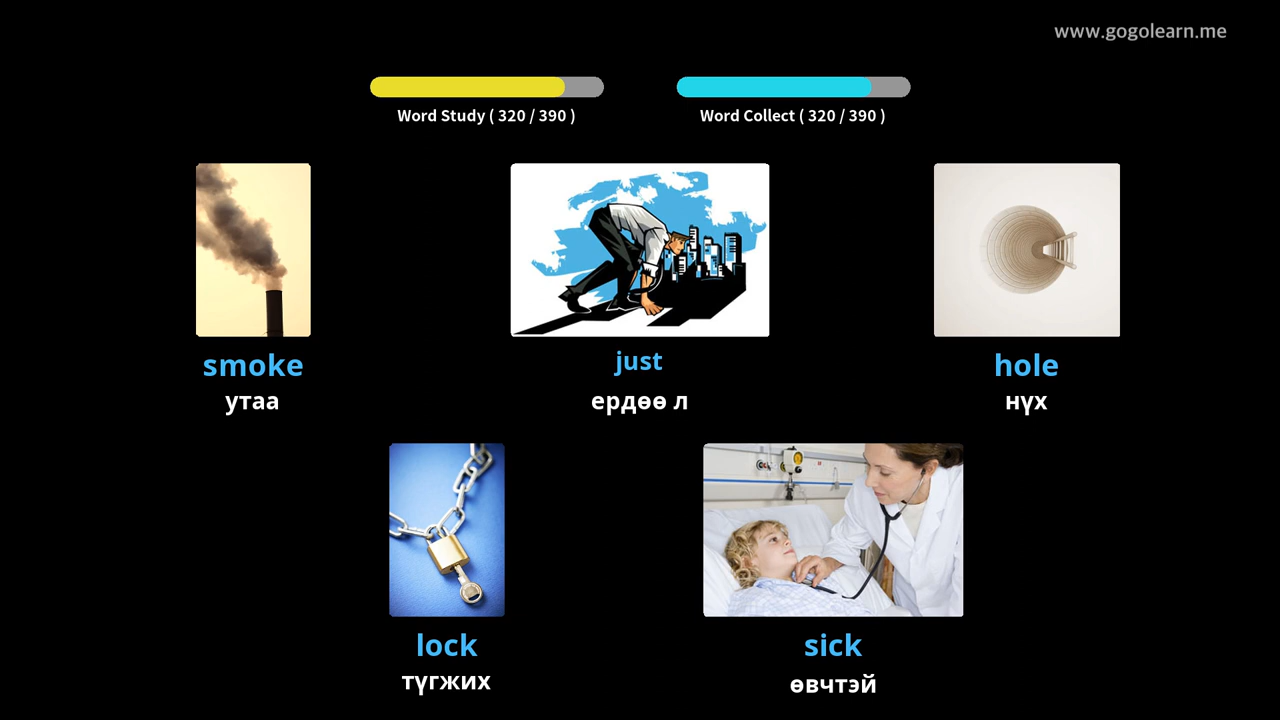 www.gogolearn.me
Word Study ( 320 / 390 )
Word Collect ( 320 / 390 )
smoke
утаа
just
ердөө л
hole
нүх
lock
түгжих
sick
өвчтэй